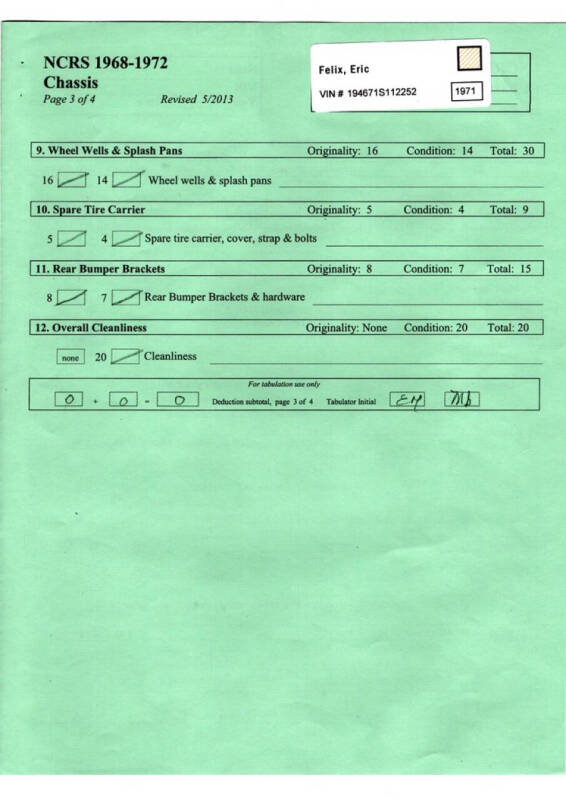 NCRS 1968-1972
Chassis
Page 3 of 4 Revised 5/2013
Felix, Eric
VIN # 194671S112252 1971
9. Wheel Wells & Splash Pans Originality: 16 Condition: 14 Total: 30
16 14 Wheel wells & splash pans
10. Spare Tire Carrier Originality: 5 Condition: 4 Total: 9
5 4 Spare tire carrier, cover, strap & bolts
11. Rear Bumper Brackets Originality: 8 Condition: 7 Total: 15
8 7 Rear Bumper Brackets & hardware
12. Overall Cleanliness Originality: None Condition: 20 Total: 20
none 20 Cleanliness
For tabulation use only
0 + 0 = 0 Deduction subtotal, page 3 of 4 Tabulator Initial